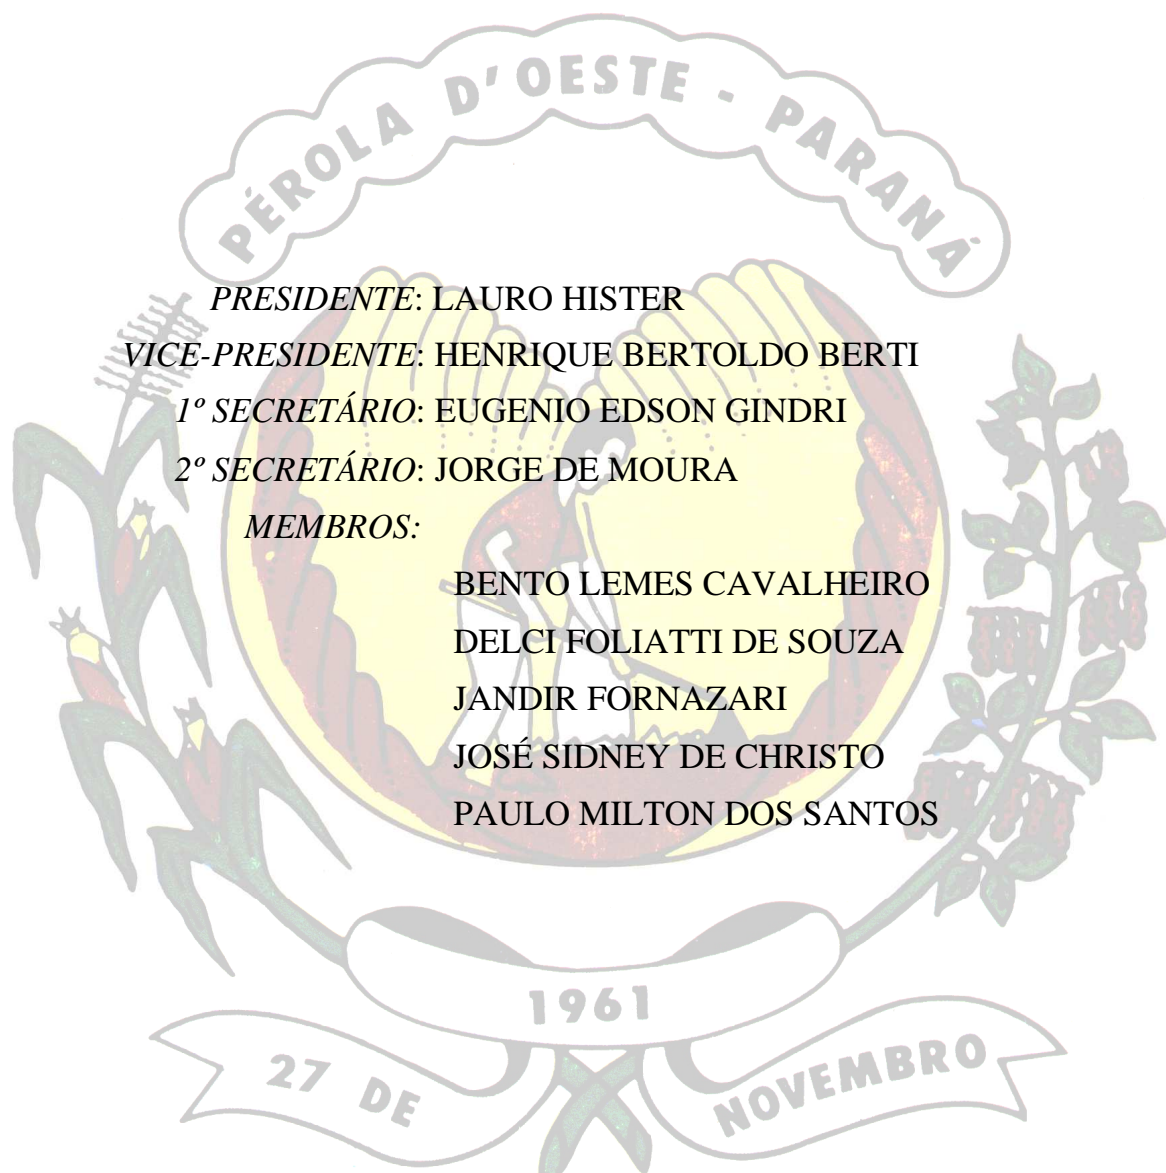 PÉROLA D'OESTE - PARANÁ
PRESIDENTE: LAURO HISTER
VICE-PRESIDENTE: HENRIQUE BERTOLDO BERTI
1º SECRETÁRIO: EUGENIO EDSON GINDRI
2º SECRETÁRIO: JORGE DE MOURA
MEMBROS:
BENTO LEMES CAVALHEIRO
DELCI FOLIATTI DE SOUZA
JANDIR FORNAZARI
JOSÉ SIDNEY DE CHRISTO
PAULO MILTON DOS SANTOS
1961
27 DE NOVEMBRO